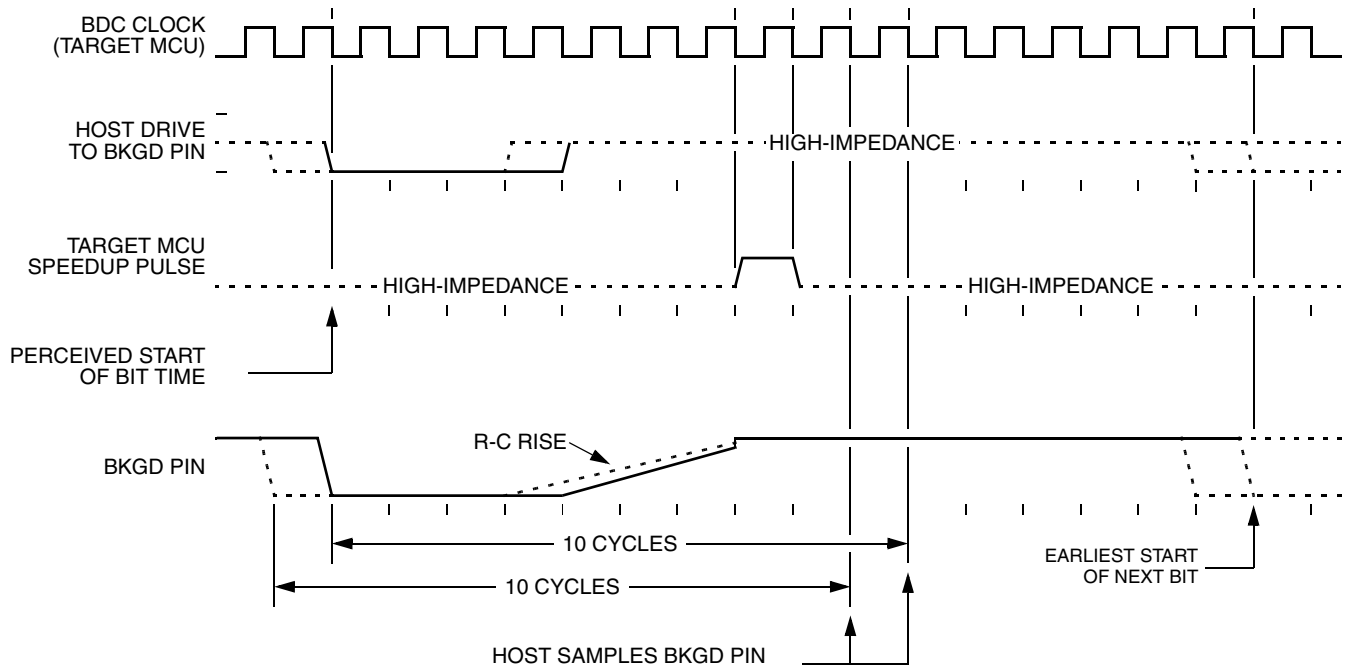 BDC CLOCK
(TARGET MCU)
HOST DRIVE
TO BKGD PIN
HIGH-IMPEDANCE
TARGET MCU
SPEEDUP PULSE
HIGH-IMPEDANCE
HIGH-IMPEDANCE
PERCEIVED START
OF BIT TIME
R-C RISE
BKGD PIN
10 CYCLES
EARLIEST START
OF NEXT BIT
10 CYCLES
HOST SAMPLES BKGD PIN